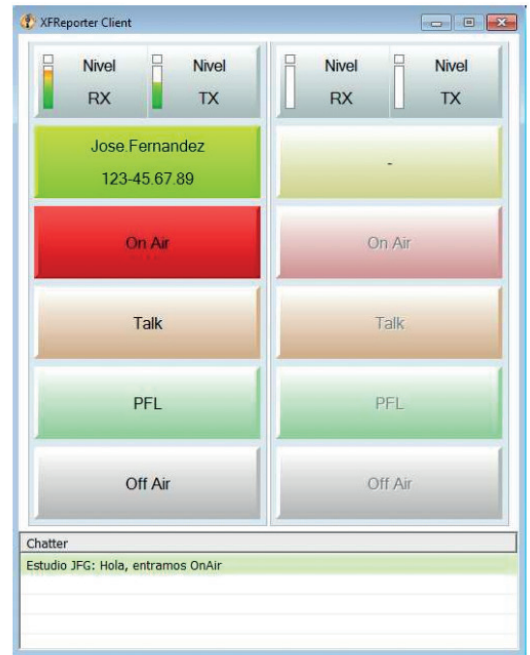 XFReporter Client
Nivel RX
Nivel TX
Nivel RX
Nivel TX
Jose.Fernandez
123-45.67.89
-
On Air
On Air
Talk
Talk
PFL
PFL
Off Air
Off Air
Chatter
Estudio JFG: Hola, entramos OnAir